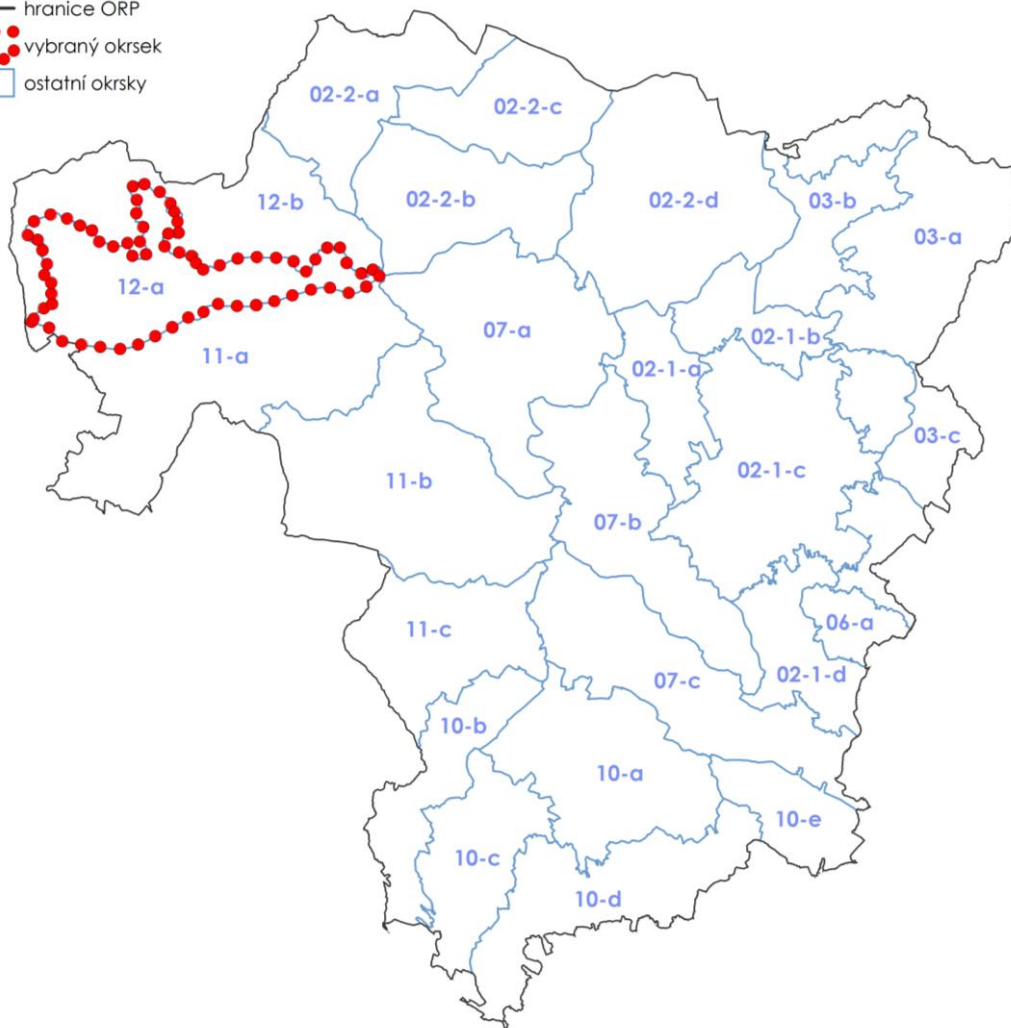 hranice ORP
vybraný okrsek
ostatní okrsky
02-2-a
02-2-c
12-b
02-2-b
02-2-d
03-b
03-a
12-a
07-a
02-1-b
11-a
02-1-a
03-c
11-b
02-1-c
07-b
11-c
06-a
07-c
02-1-d
10-b
10-a
10-e
10-c
10-d